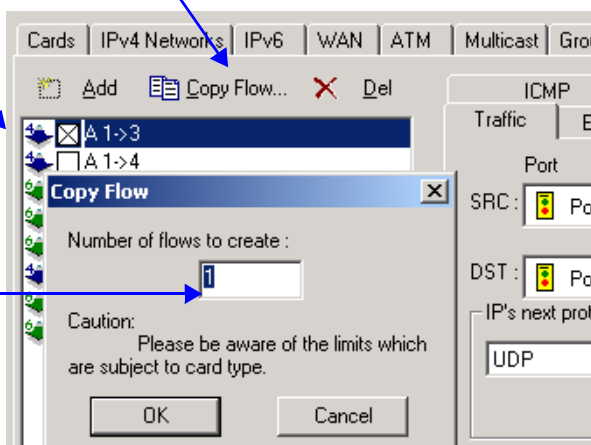 Cards IPv4 Networks IPv6 WAN ATM Multicast
Add Copy Flow... Del ICMP
Traffic
A 1->3
A 1->4
Port
Copy Flow
SRC :
Number of flows to create :
1
DST :
IP's next
Caution:
Please be aware of the limits which
are subject to card type.
UDP
OK Cancel